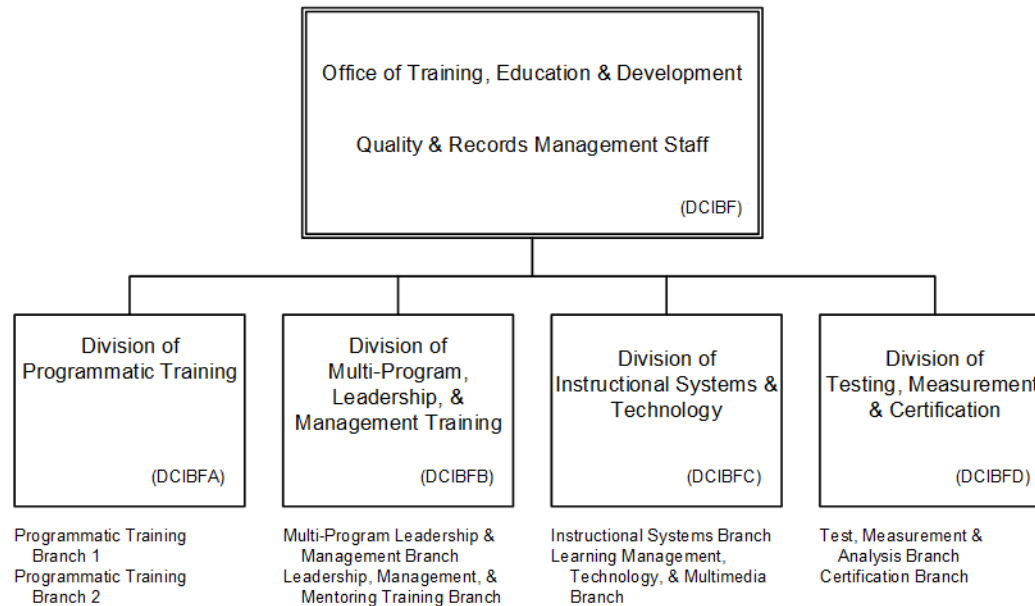 Office of Training, Education & Development
Quality & Records Management Staff
(DCIBF)
Division of
Programmatic Training
(DCIBFA)
Division of
Multi-Program,
Leadership, &
Management Training
(DCIBFB)
Division of
Instructional Systems &
Technology
(DCIBFC)
Division of
Testing, Measurement
& Certification
(DCIBFD)
Programmatic Training
Branch 1
Programmatic Training
Branch 2
Multi-Program Leadership &
Management Branch
Leadership, Management, &
Mentoring Training Branch
Instructional Systems Branch
Learning Management,
Technology, & Multimedia
Branch
Test, Measurement &
Analysis Branch
Certification Branch